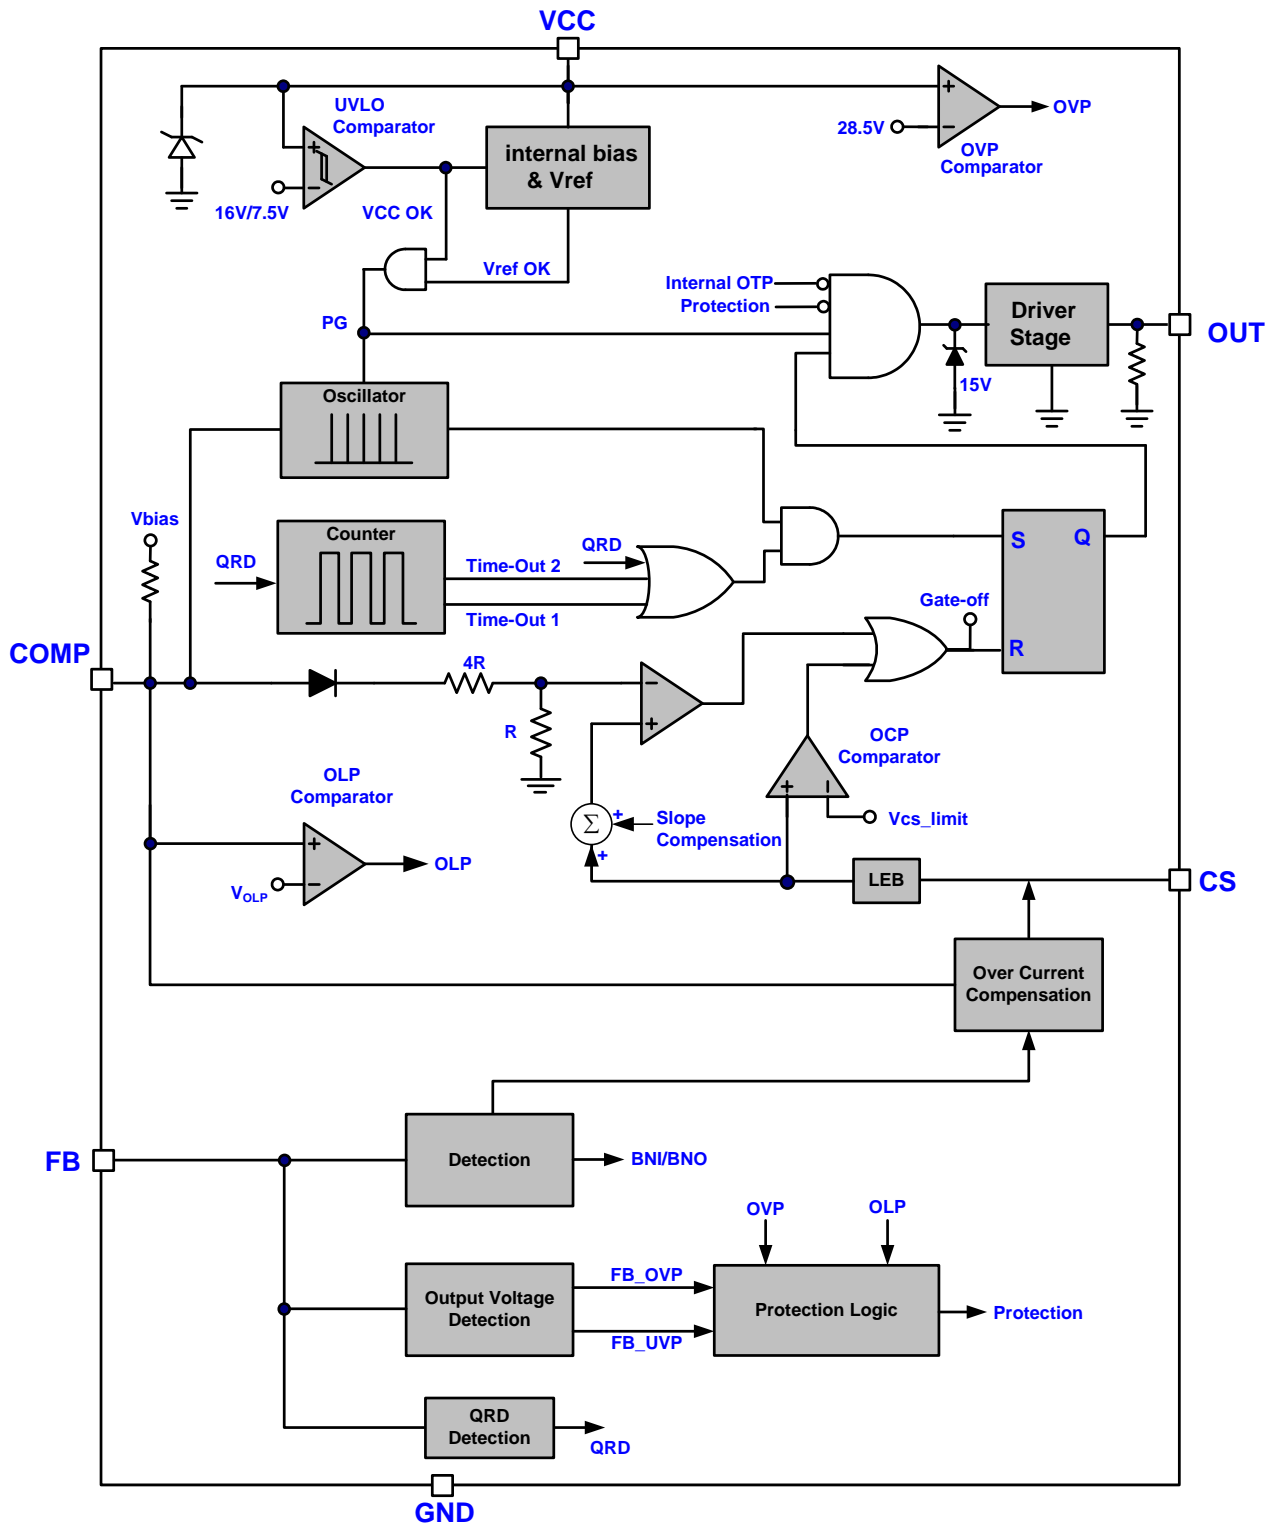 VCC
UVLO
Comparator
+
−
16V/7.5V
VCC OK
internal bias
& Vref
Vref OK
28.5V
+
−
OVP
OVP
Comparator
PG
Internal OTP
Protection
15V
Driver
Stage
OUT
Oscillator
Vbias
QRD
Counter
Time-Out 2
Time-Out 1
QRD
S
Q
R
Gate-off
COMP
4R
R
−
+
OCP
Comparator
+
−
Vcs_limit
Σ
+
+
Slope
Compensation
OLP
Comparator
+
−
VOLP
OLP
LEB
CS
Over Current
Compensation
FB
Detection
BNI/BNO
OVP
OLP
Output Voltage
Detection
FB_OVP
FB_UVP
Protection Logic
Protection
QRD
Detection
QRD
GND